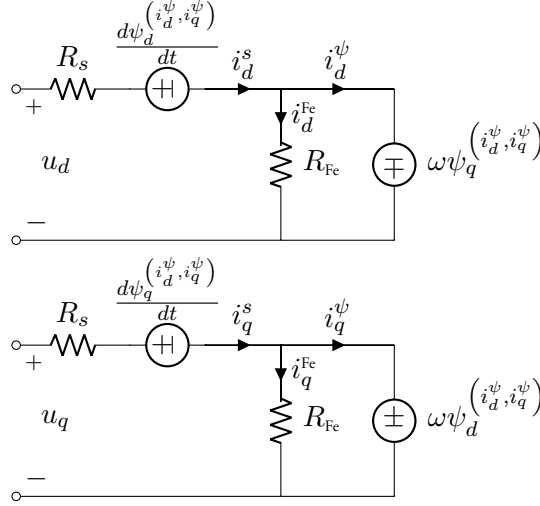 dψ_d^(i_d^ψ, i_q^ψ)
R_s
dt
i_d^s
i_d^ψ
+
i_d^Fe
u_d
R_Fe
∓
ωψ_q^(i_d^ψ, i_q^ψ)
−
dψ_q^(i_d^ψ, i_q^ψ)
R_s
dt
i_q^s
i_q^ψ
+
i_q^Fe
u_q
R_Fe
±
ωψ_d^(i_d^ψ, i_q^ψ)
−